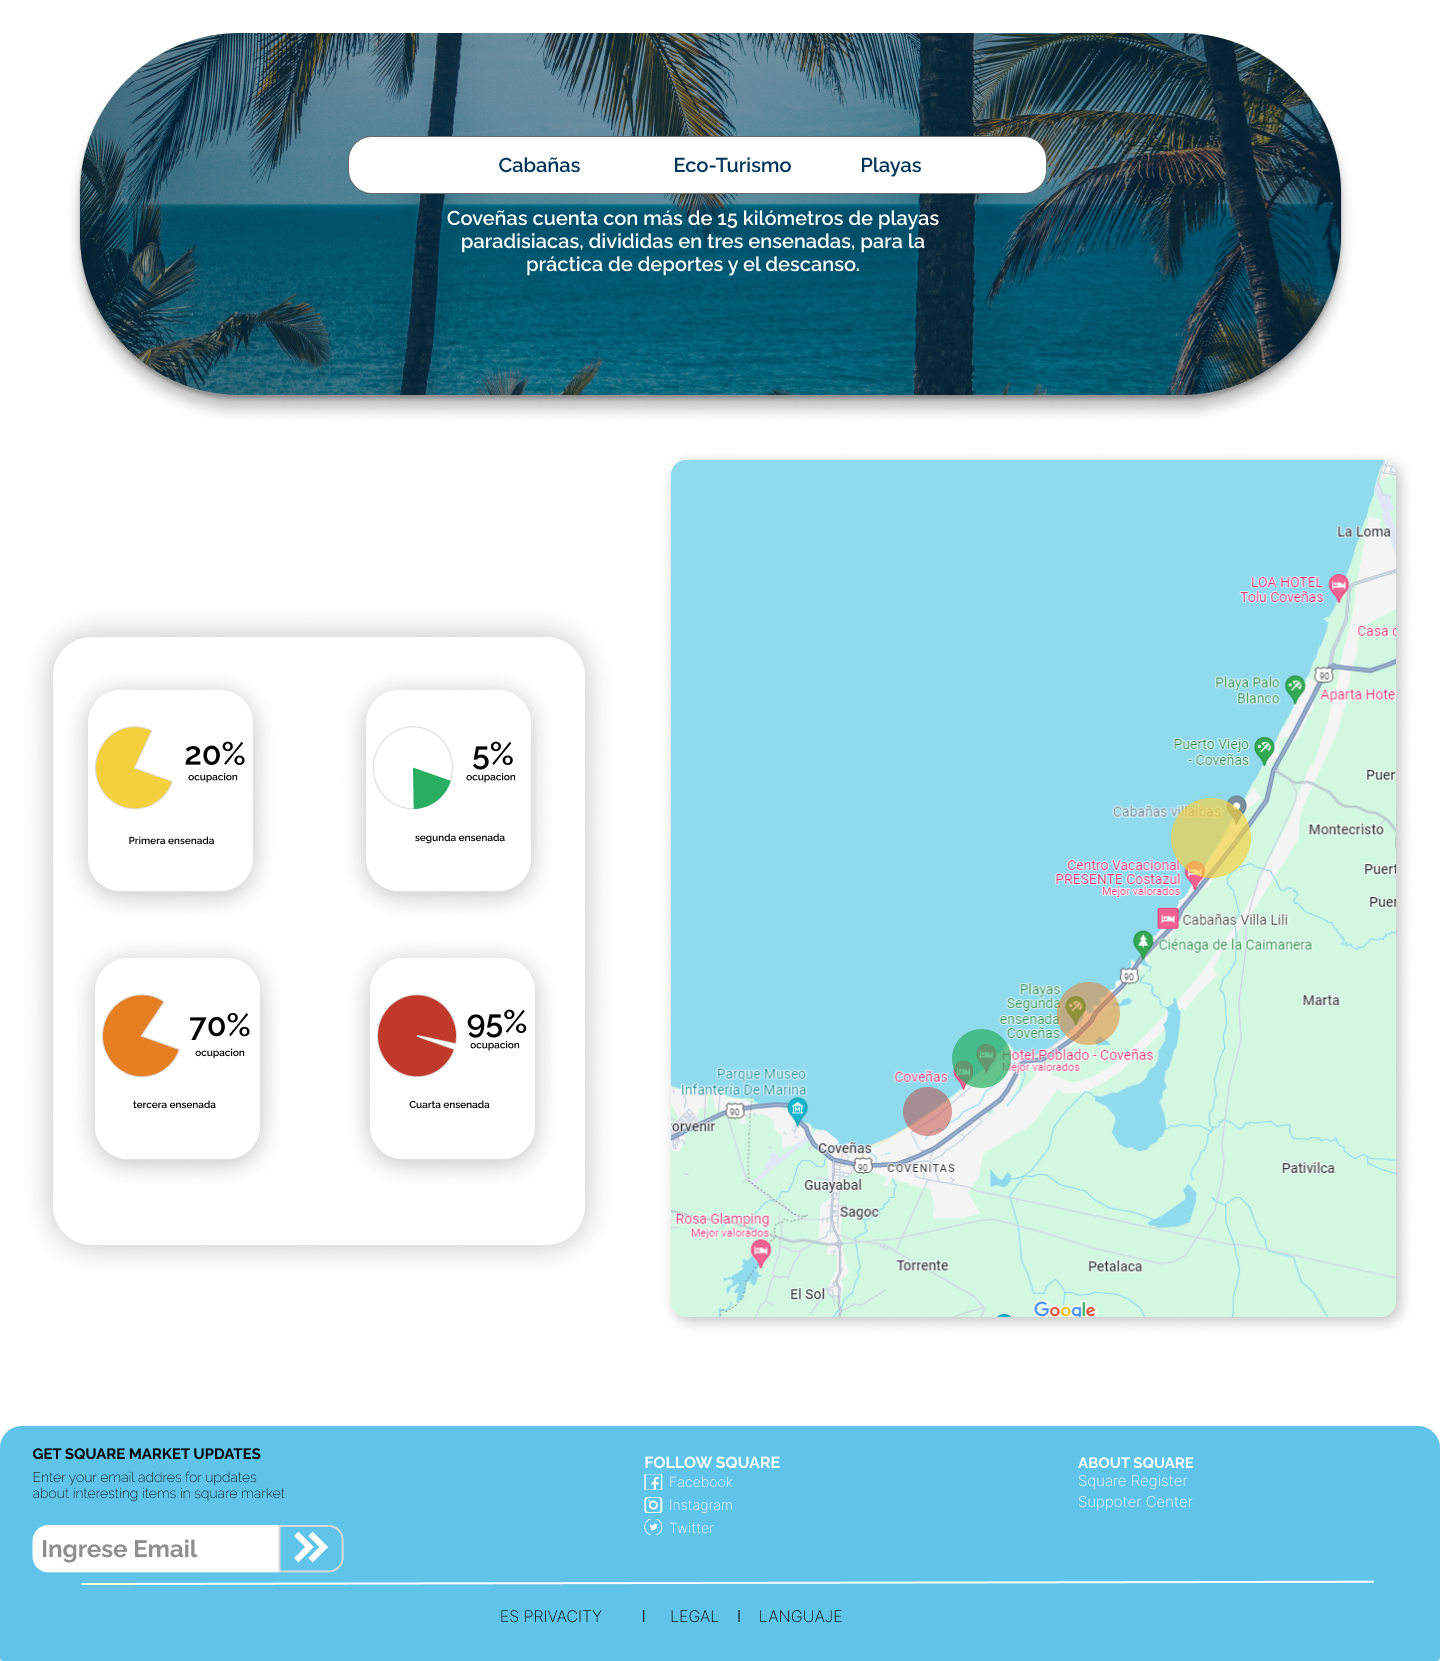 Cabañas
Eco-Turismo
Playas
Coveñas cuenta con más de 15 kilómetros de playas
paradisiacas, divididas en tres ensenadas, para la
práctica de deportes y el descanso.
20%
ocupacion
Primera ensenada
5%
ocupacion
segunda ensenada
70%
ocupacion
tercera ensenada
95%
ocupacion
Cuarta ensenada
La Loma
LOA HOTEL
Tolu Coveñas
Casa
90
Playa Palo
Blanco
Aparta Hote
Puerto Viejo
- Coveñas
Puer
Cabañas villalbas
Montecristo
Centro Vacacional
PRESENTE Costazul
Mejor valorados
Puert
Puer
Cabañas Villa Lili
Ciénaga de la Caimanera
90
Playas
Segunda
ensenada
Coveñas
Marta
Hotel Poblado - Coveñas
Mejor valorados
Coveñas
Parque Museo
Infanteria De Marina
90
orvenir
Coveñas
90
COVENITAS
Guayabal
Pativilca
Sagoc
Rosa Glamping
Mejor valorados
Torrente
Petalaca
El Sol
Google
GET SQUARE MARKET UPDATES
Enter your email addres for updates
about interesting items in square market
Ingrese Email
FOLLOW SQUARE
Facebook
Instagram
Twitter
ABOUT SQUARE
Square Register
Suppoter Center
ES PRIVACITY | LEGAL | LANGUAJE